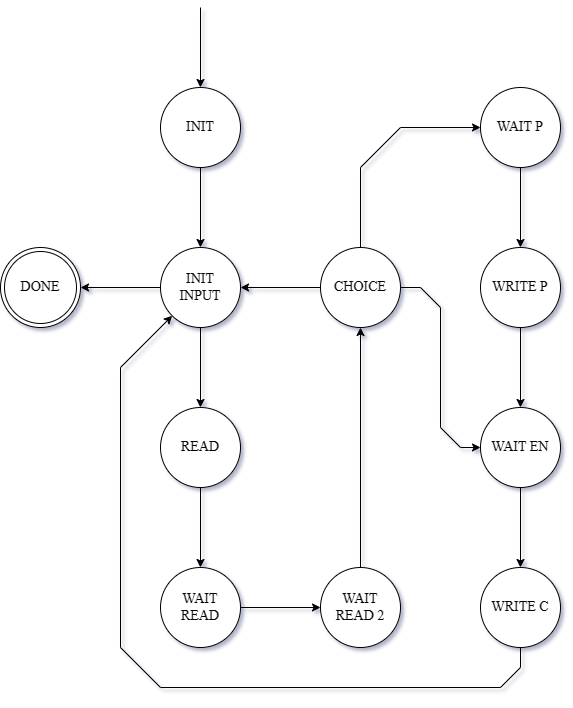 INIT
WAIT P
DONE
INIT
INPUT
CHOICE
WRITE P
READ
WAIT EN
WAIT
READ
WAIT
READ 2
WRITE C